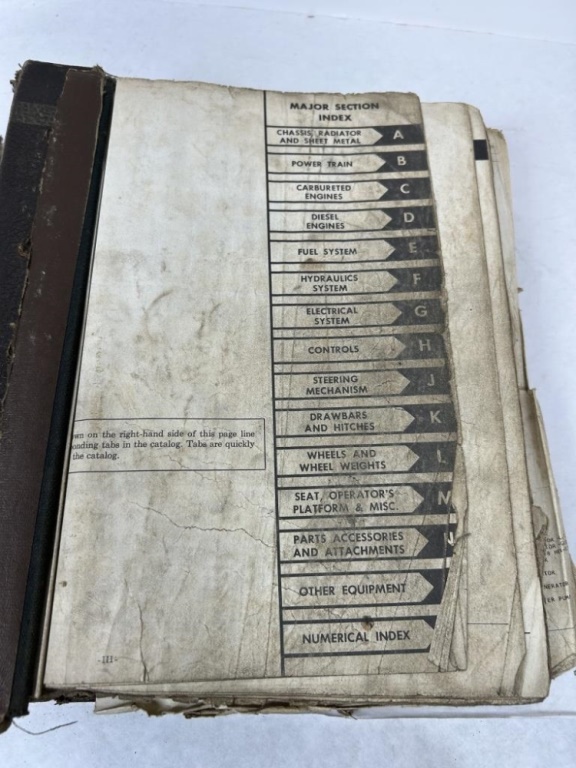 MAJOR SECTION
INDEX
CHASSIS, RADIATOR
AND SHEET METAL
A
POWER TRAIN
B
CARBURETED
ENGINES
C
DIESEL
ENGINES
D
FUEL SYSTEM
E
HYDRAULICS
SYSTEM
F
ELECTRICAL
SYSTEM
G
CONTROLS
H
STEERING
MECHANISM
J
DRAWBARS
AND HITCHES
K
WHEELS AND
WHEEL WEIGHTS
L
SEAT, OPERATOR'S
PLATFORM & MISC.
M
PARTS ACCESSORIES
AND ATTACHMENTS
OTHER EQUIPMENT
NUMERICAL INDEX
on the right-hand side of this page line
tabs in the catalog. Tabs are quickly
the catalog.
-III-